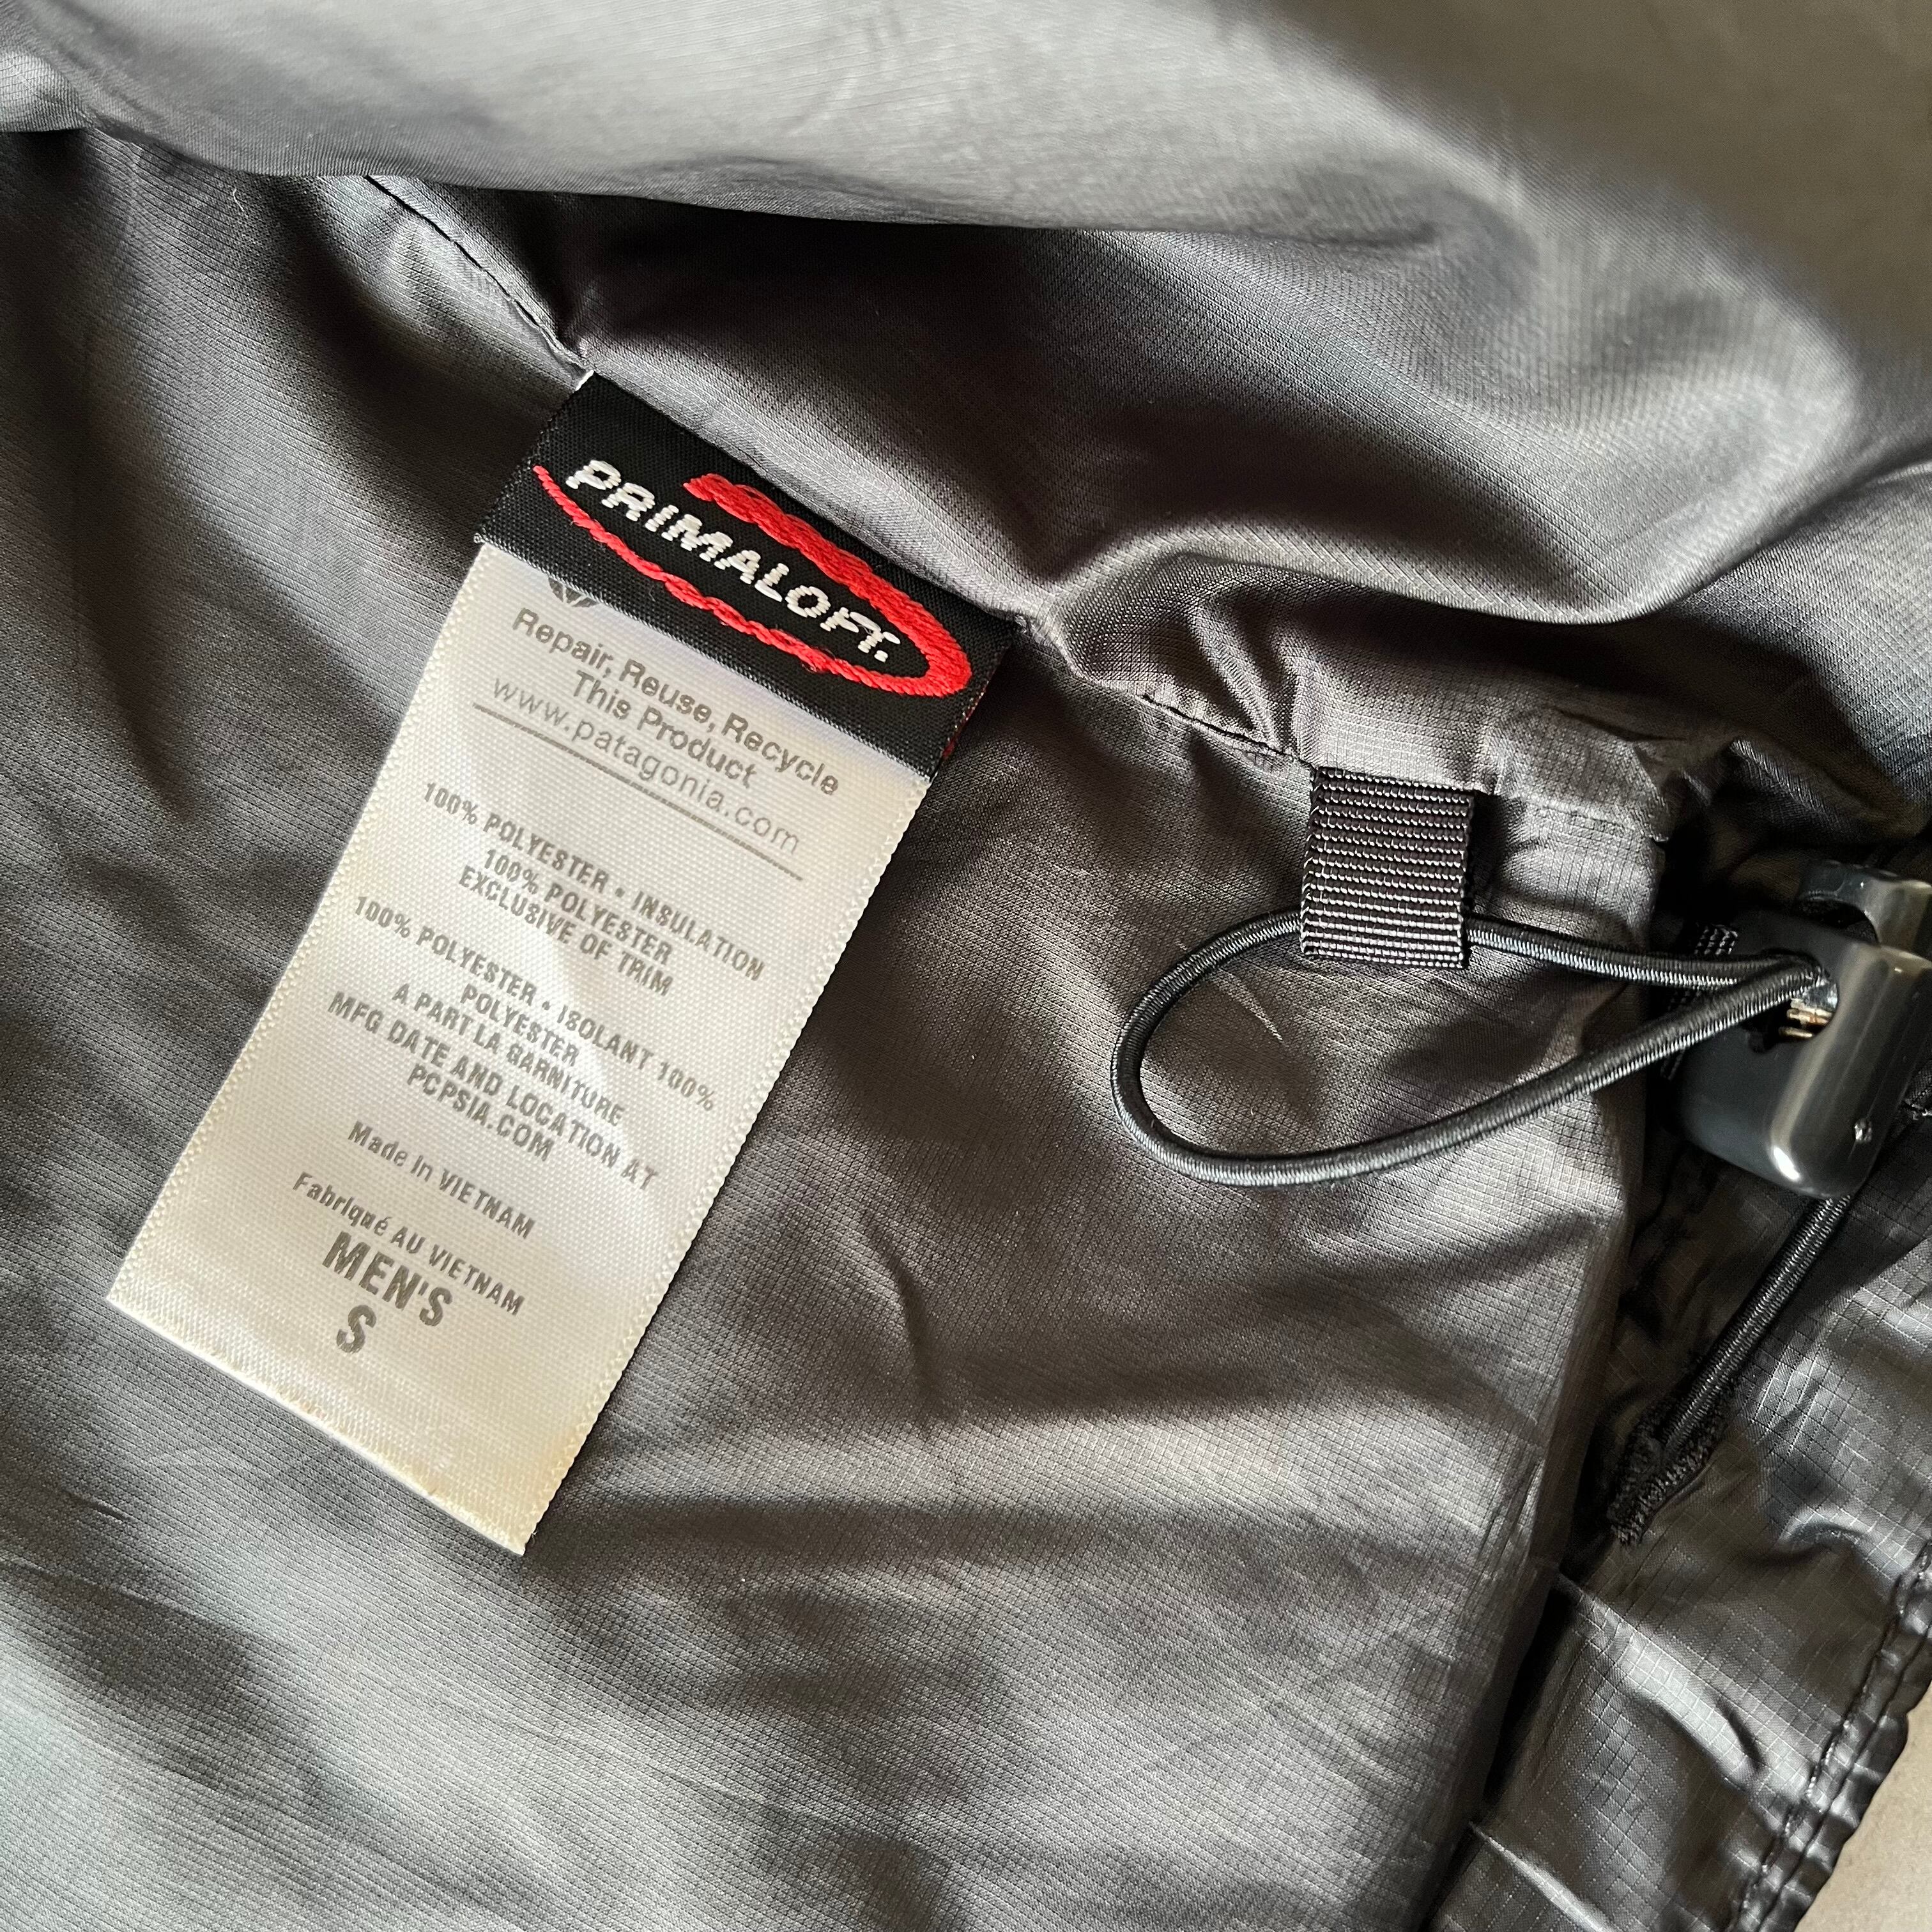 PRIMALOFT.
Repair, Reuse, Recycle
This Product
www.patagonia.com
100% POLYESTER • INSULATION
100% POLYESTER
EXCLUSIVE OF TRIM
100% POLYESTER • ISOLANT 100%
POLYESTER
A PART LA GARNITURE
MFG DATE AND LOCATION AT
PCPSIA.COM
Made in VIETNAM
Fabriqué AU VIETNAM
MEN'S
S